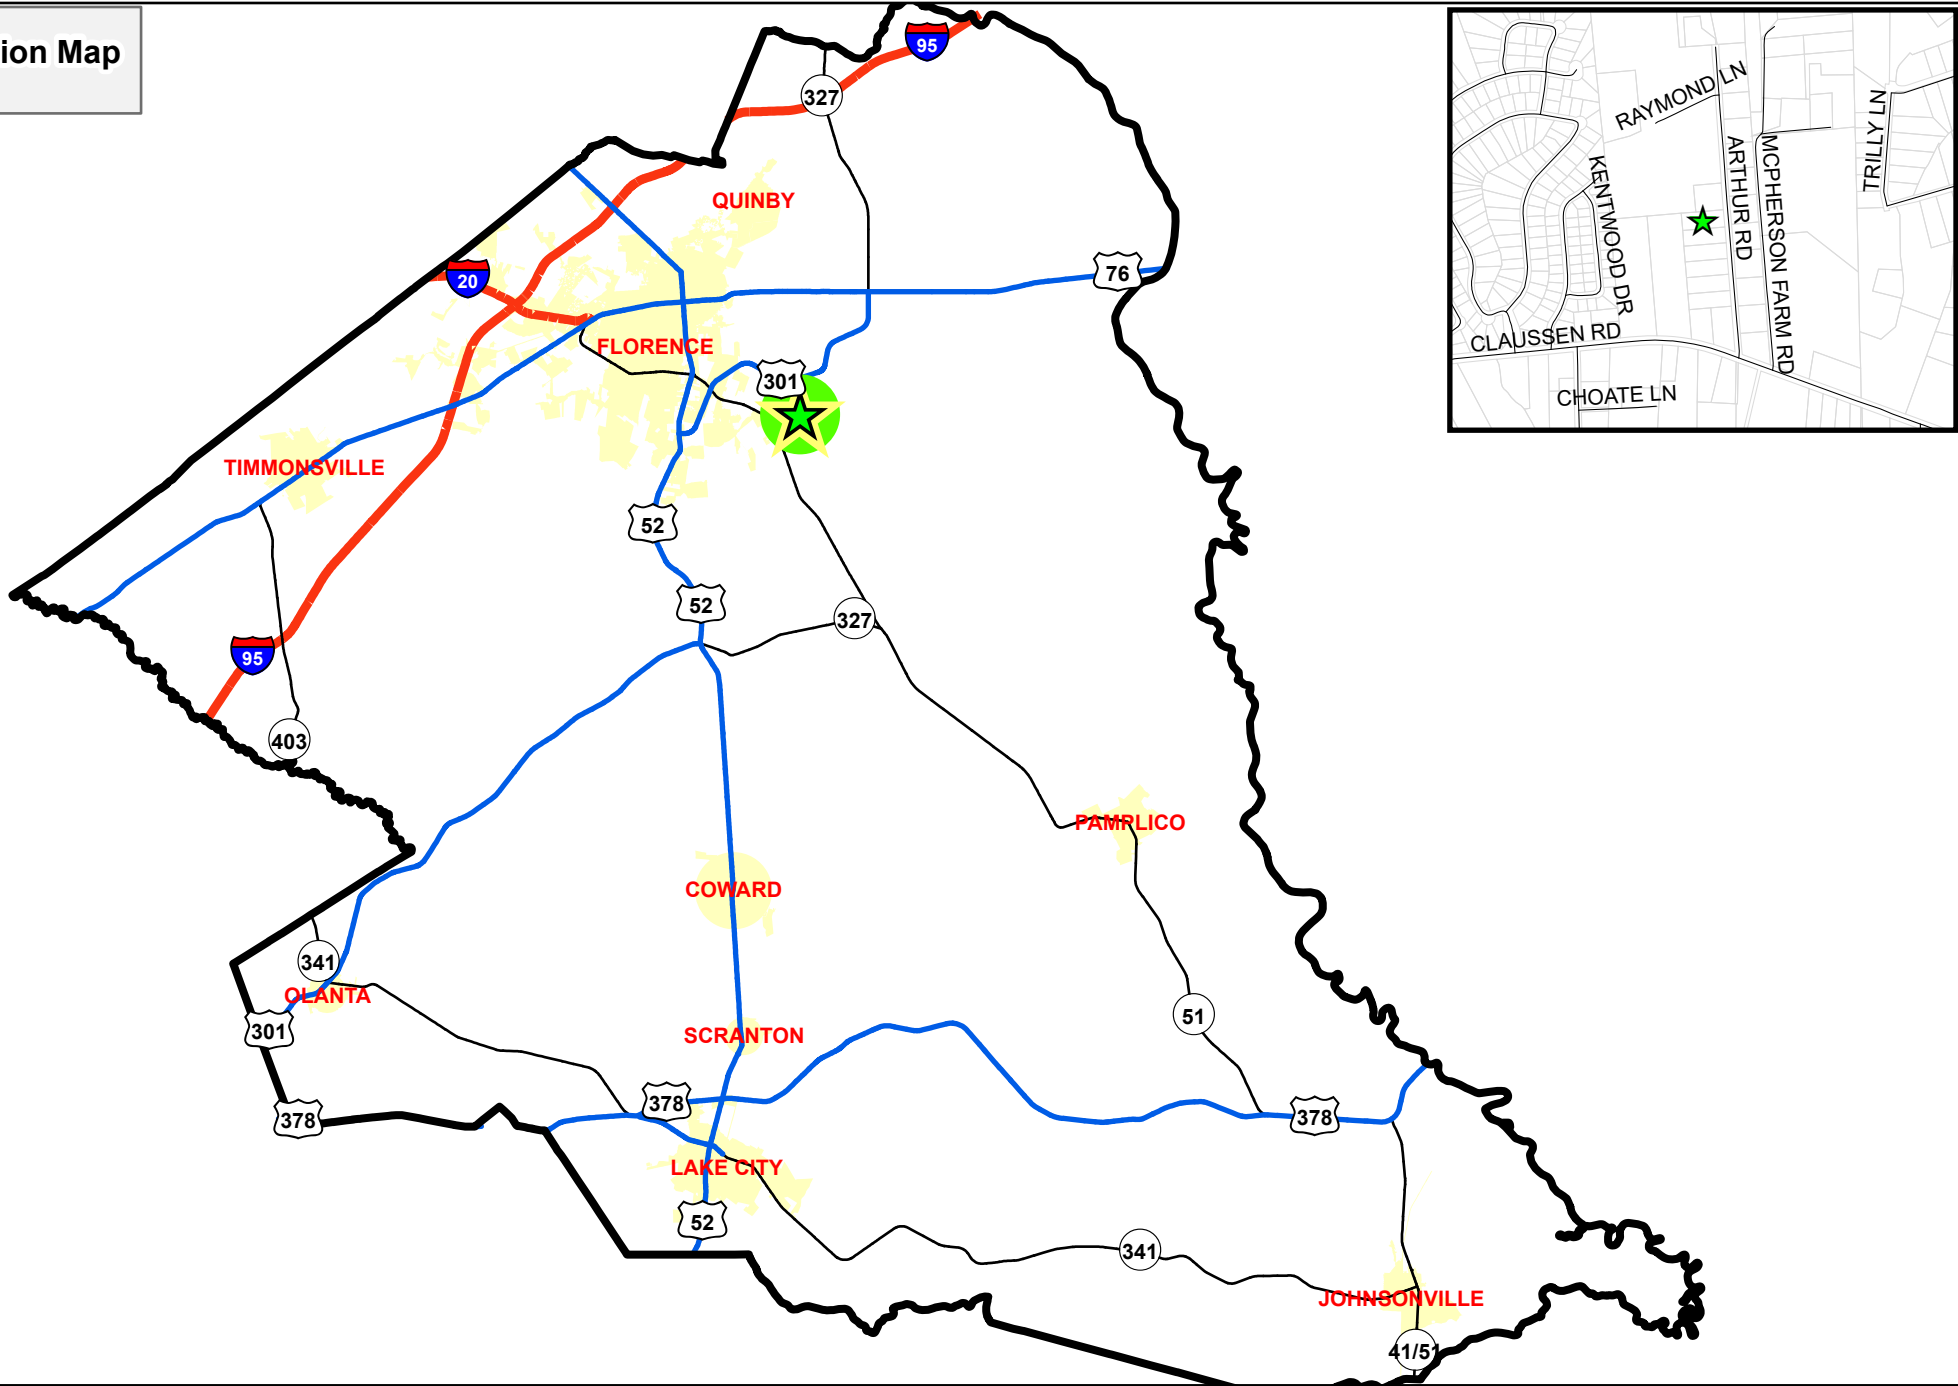 ion Map
95
327
QUINBY
20
76
FLORENCE
301
TIMMONSVILLE
52
52
327
95
403
PAMPLICO
COWARD
341
OLANTA
301
51
SCRANTON
378
378
378
LAKE CITY
52
341
JOHNSONVILLE
41/51
RAYMOND LN
TRILLY LN
ARTHUR RD
MCPHERSON FARM RD
KENTWOOD DR
CLAUSSEN RD
CHOATE LN